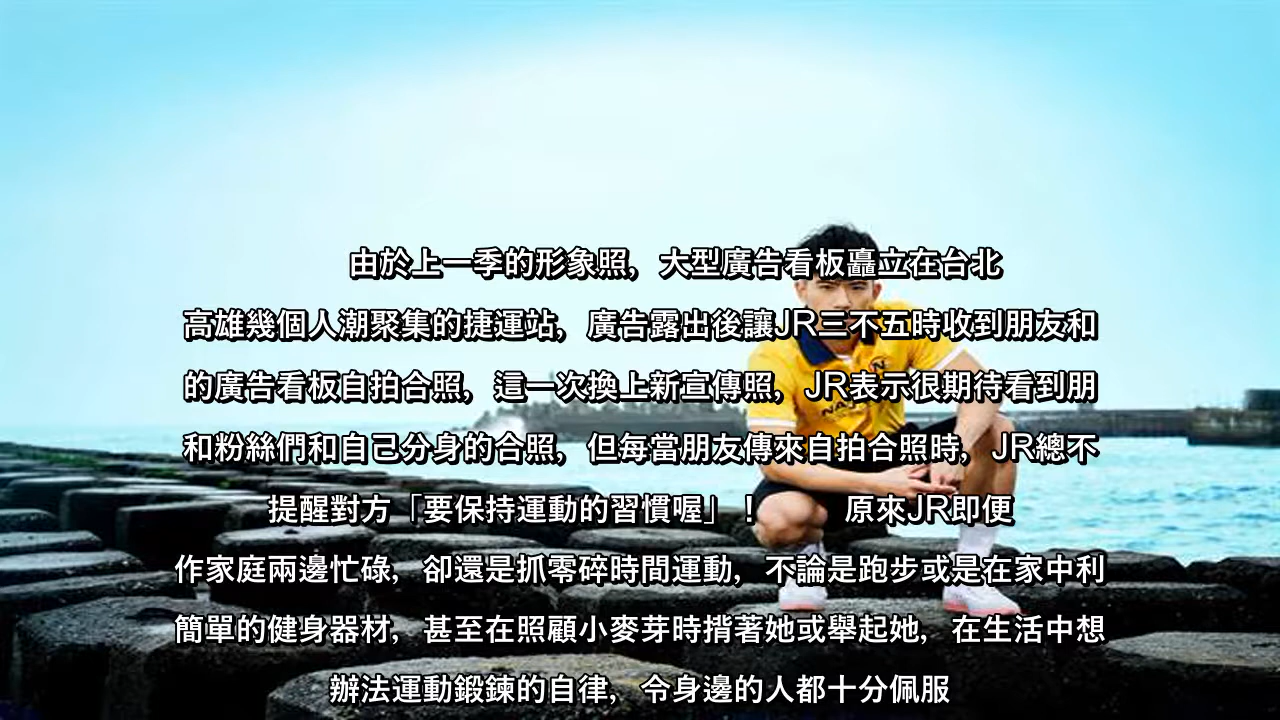 由於上一季的形象照，大型廣告看板矗立在台北
高雄幾個人潮聚集的捷運站，廣告露出後讓JR三不五時收到朋友和
的廣告看板自拍合照，這一次換上新宣傳照，JR表示很期待看到朋
和粉絲們和自己分身的合照，但每當朋友傳來自拍合照時，JR總不
提醒對方「要保持運動的習慣喔」！　　原來JR即便
作家庭兩邊忙碌，卻還是抓零碎時間運動，不論是跑步或是在家中利
簡單的健身器材，甚至在照顧小麥芽時揹著她或舉起她，在生活中想
辦法運動鍛鍊的自律，令身邊的人都十分佩服